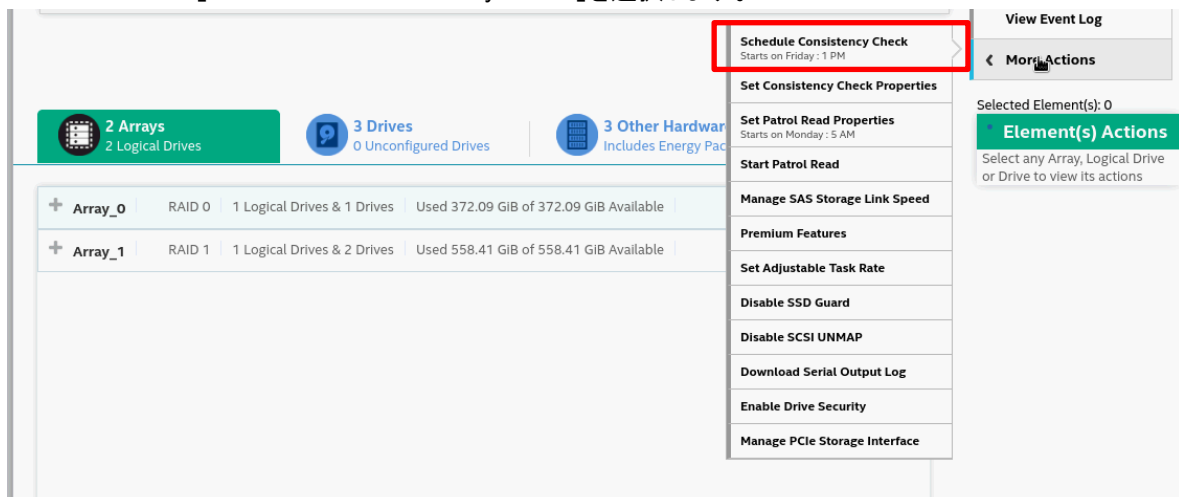 を選択します。
View Event Log
Schedule Consistency Check
Starts on Friday : 1 PM
More Actions
Set Consistency Check Properties
Set Patrol Read Properties
Starts on Monday : 5 AM
Start Patrol Read
Manage SAS Storage Link Speed
Premium Features
Set Adjustable Task Rate
Disable SSD Guard
Disable SCSI UNMAP
Download Serial Output Log
Enable Drive Security
Manage PCIe Storage Interface
Selected Element(s): 0
Element(s) Actions
Select any Array, Logical Drive
or Drive to view its actions
2 Arrays
2 Logical Drives
3 Drives
0 Unconfigured Drives
3 Other Hardwar
Includes Energy Pac
Array_0 RAID 0 1 Logical Drives & 1 Drives Used 372.09 GiB of 372.09 GiB Available
Array_1 RAID 1 1 Logical Drives & 2 Drives Used 558.41 GiB of 558.41 GiB Available